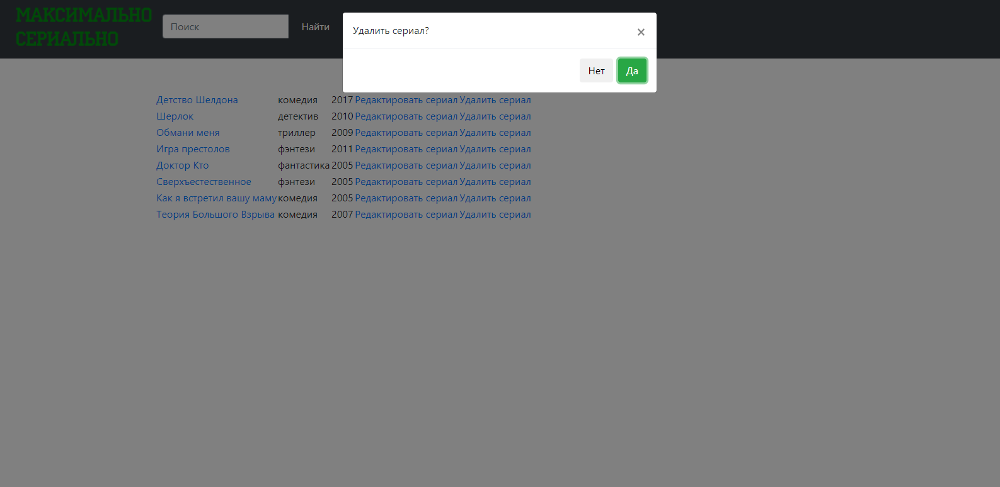 МАКСИМАЛЬНО
СЕРИАЛЬНО
Поиск
Найти
Удалить сериал?
×
Нет
Да
Детство Шелдона комедия 2017 Редактировать сериал Удалить сериал
Шерлок детектив 2010 Редактировать сериал Удалить сериал
Обмани меня триллер 2009 Редактировать сериал Удалить сериал
Игра престолов фэнтези 2011 Редактировать сериал Удалить сериал
Доктор Кто фантастика 2005 Редактировать сериал Удалить сериал
Сверхъестественное фэнтези 2005 Редактировать сериал Удалить сериал
Как я встретил вашу маму комедия 2005 Редактировать сериал Удалить сериал
Теория Большого Взрыва комедия 2007 Редактировать сериал Удалить сериал